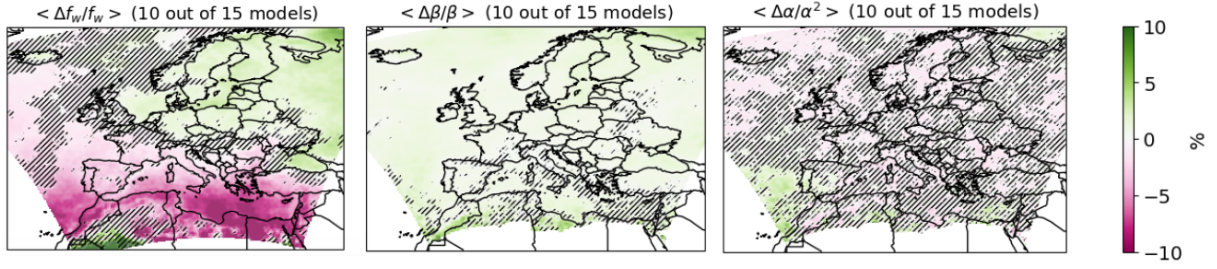 < Δf_w/f_w > (10 out of 15 models)
< Δβ/β > (10 out of 15 models)
< Δα/α² > (10 out of 15 models)
10
5
0
−5
−10
%